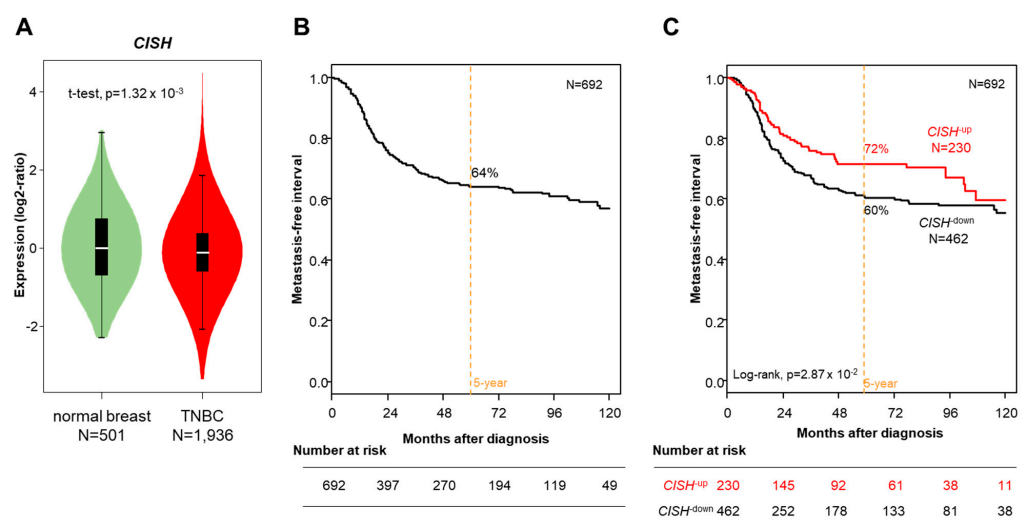 A
CISH
t-test, p=1.32 x 10-3
Expression (log2-ratio)
4
2
0
-2
normal breast
N=501
TNBC
N=1,936
B
N=692
Metastasis-free interval
1.0
0.8
0.6
0.4
0.2
0.0
64%
5-year
0 24 48 72 96 120
Months after diagnosis
Number at risk
692 397 270 194 119 49
C
N=692
Metastasis-free interval
1.0
0.8
0.6
0.4
0.2
0.0
CISH-up
N=230
72%
60%
CISH-down
N=462
Log-rank, p=2.87 x 10-2
5-year
0 24 48 72 96 120
Months after diagnosis
Number at risk
CISH-up 230 145 92 61 38 11
CISH-down 462 252 178 133 81 38